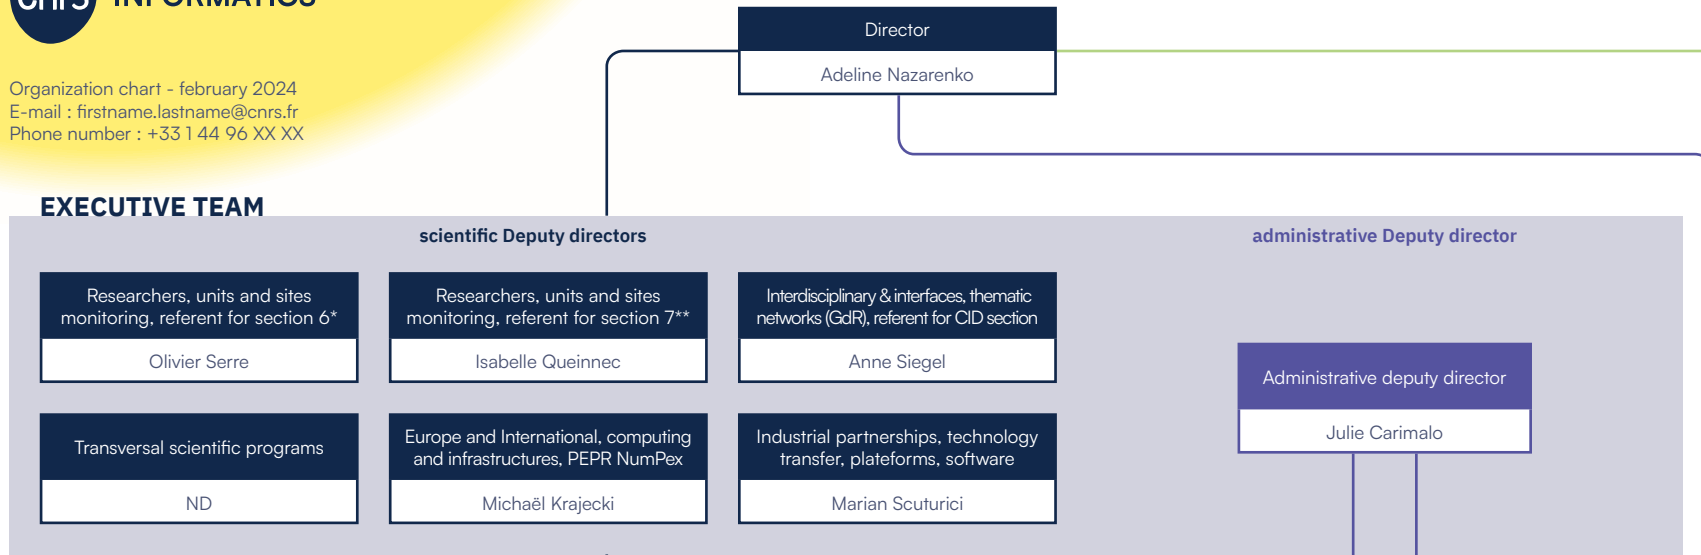 cnrs INFORMATICS
Director
Adeline Nazarenko
Organization chart - february 2024
E-mail : firstname.lastname@cnrs.fr
Phone number : +33 1 44 96 XX XX
EXECUTIVE TEAM
scientific Deputy directors
administrative Deputy director
Researchers, units and sites
monitoring, referent for section 6*
Olivier Serre
Researchers, units and sites
monitoring, referent for section 7**
Isabelle Queinnec
Interdisciplinary & interfaces, thematic
networks (GdR), referent for CID section
Anne Siegel
Administrative deputy director
Julie Carimalo
Transversal scientific programs
ND
Europe and International, computing
and infrastructures, PEPR NumPex
Michaël Krajecki
Industrial partnerships, technology
transfer, plateforms, software
Marian Scuturici